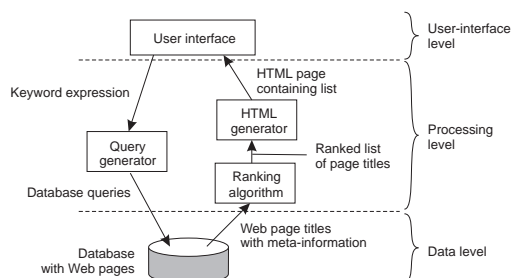 User interface
User-interface
level
HTML page
containing list
Keyword expression
HTML
generator
Processing
level
Query
generator
Ranked list
of page titles
Ranking
algorithm
Database queries
Web page titles
with meta-information
Database
with Web pages
Data level